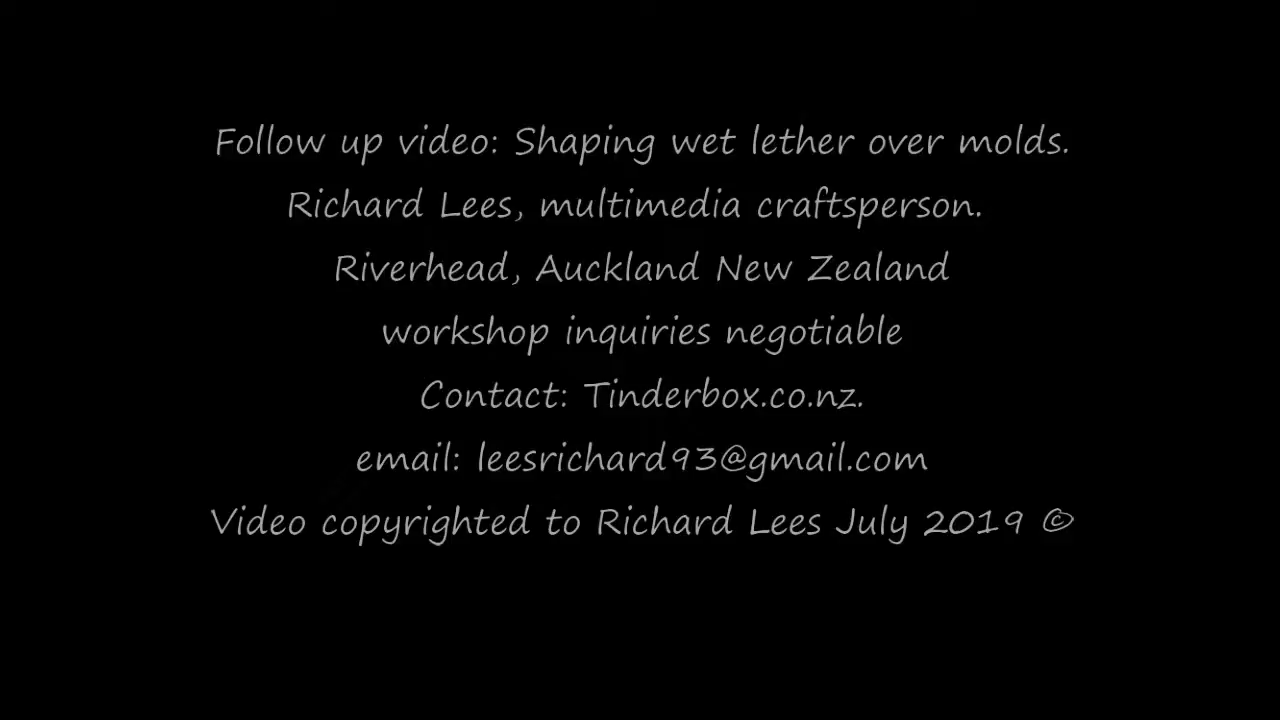 Follow up video: Shaping wet lether over molds.
Richard Lees, multimedia craftsperson.
Riverhead, Auckland New Zealand
workshop inquiries negotiable
Contact: Tinderbox.co.nz.
email: leesrichard93@gmail.com
Video copyrighted to Richard Lees July 2019 ©